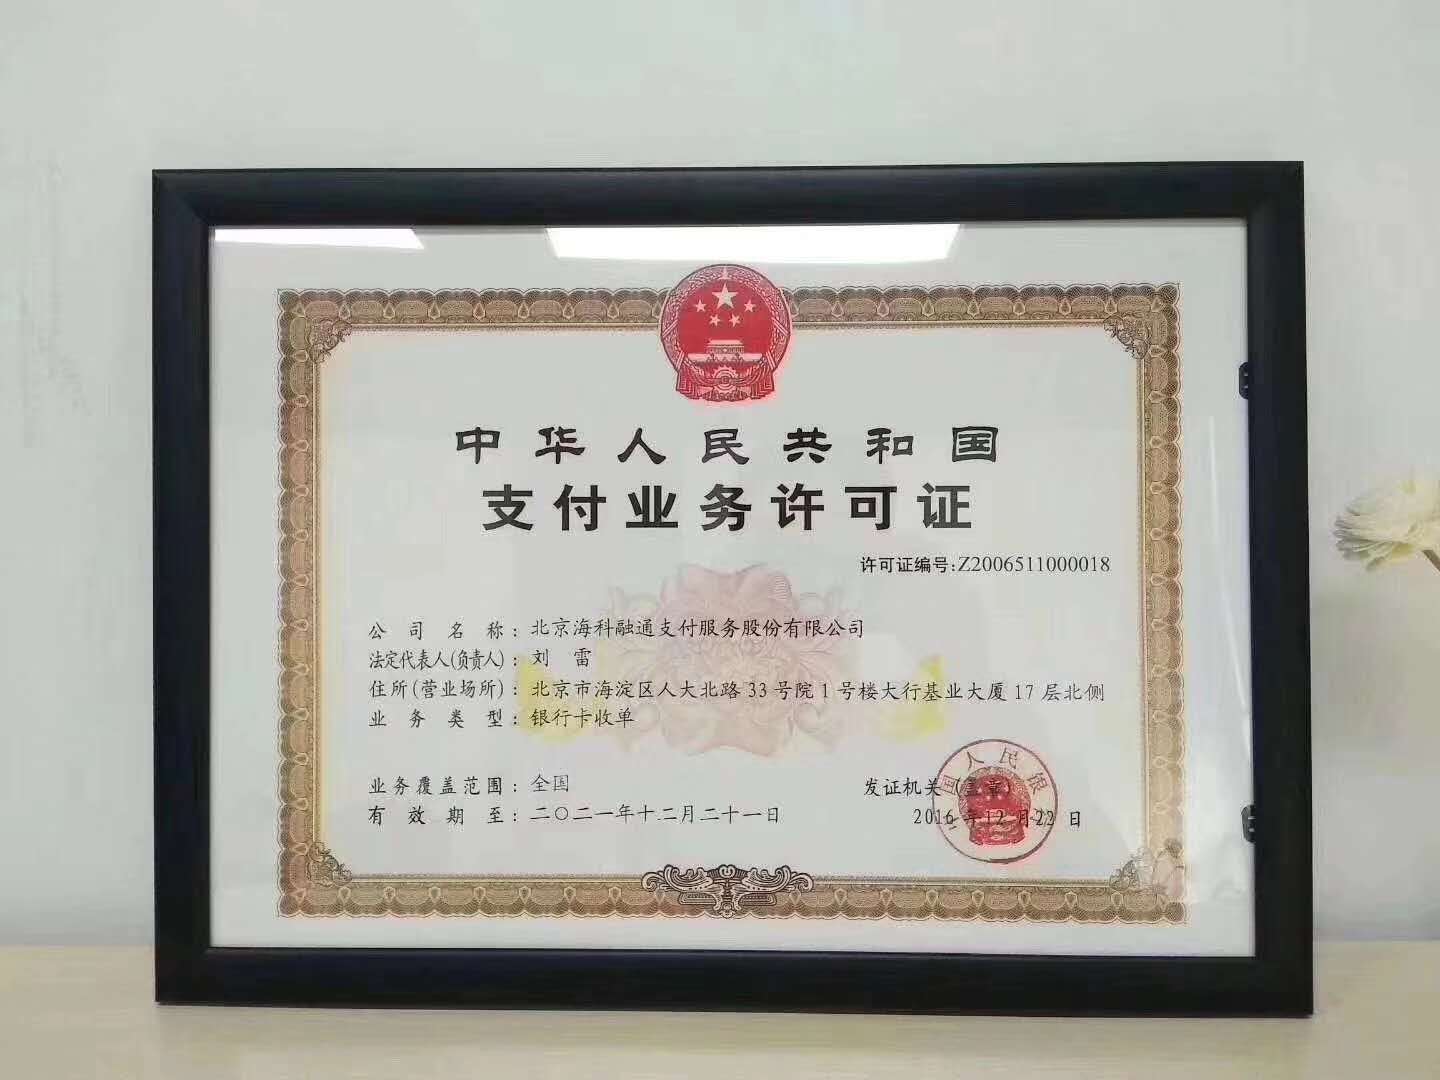 中华人民共和国
支付业务许可证
许可证编号:Z2006511000018
公司名称：北京海科融通支付服务股份有限公司
法定代表人(负责人)：刘 雷
住所(营业场所)：北京市海淀区人大北路33号院1号楼大行基业大厦17层北侧
业务类型：银行卡收单
业务覆盖范围：全国
有效期至：二〇二一年十二月二十一日
发证机关（盖章）
2016年12月22日
国人民银